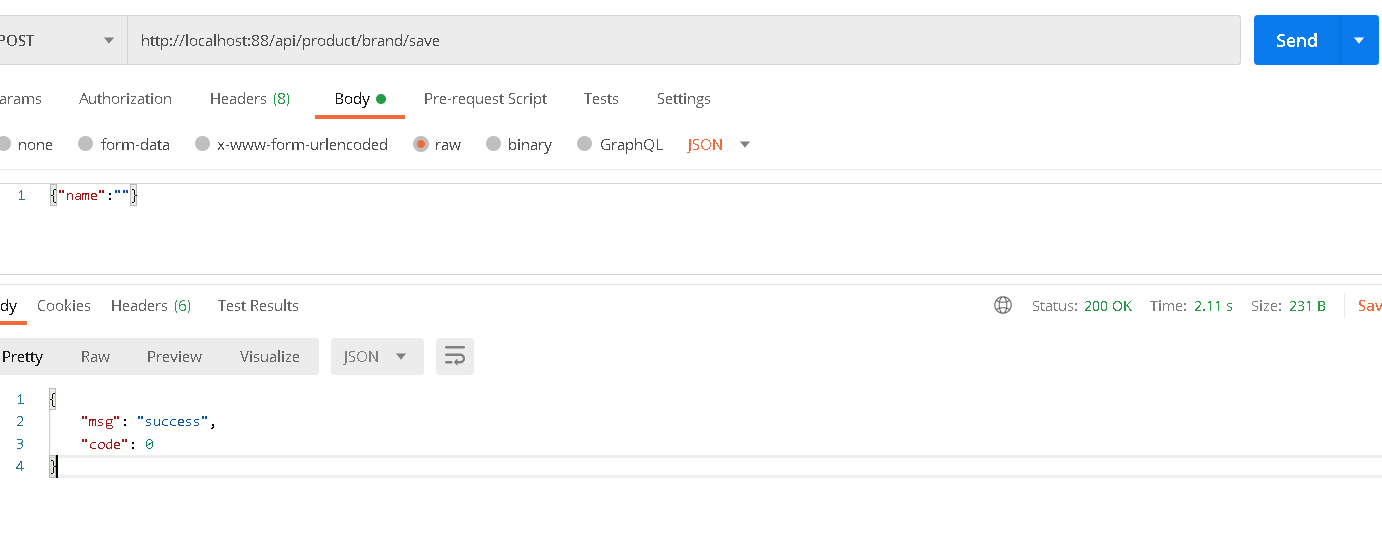 POST http://localhost:88/api/product/brand/save Send
arams Authorization Headers (8) Body Pre-request Script Tests Settings
none form-data x-www-form-urlencoded raw binary GraphQL JSON
1 {"name":""}
dy Cookies Headers (6) Test Results Status: 200 OK Time: 2.11 s Size: 231 B Sav
Pretty Raw Preview Visualize JSON
1 {
2 "msg": "success",
3 "code": 0
4 }